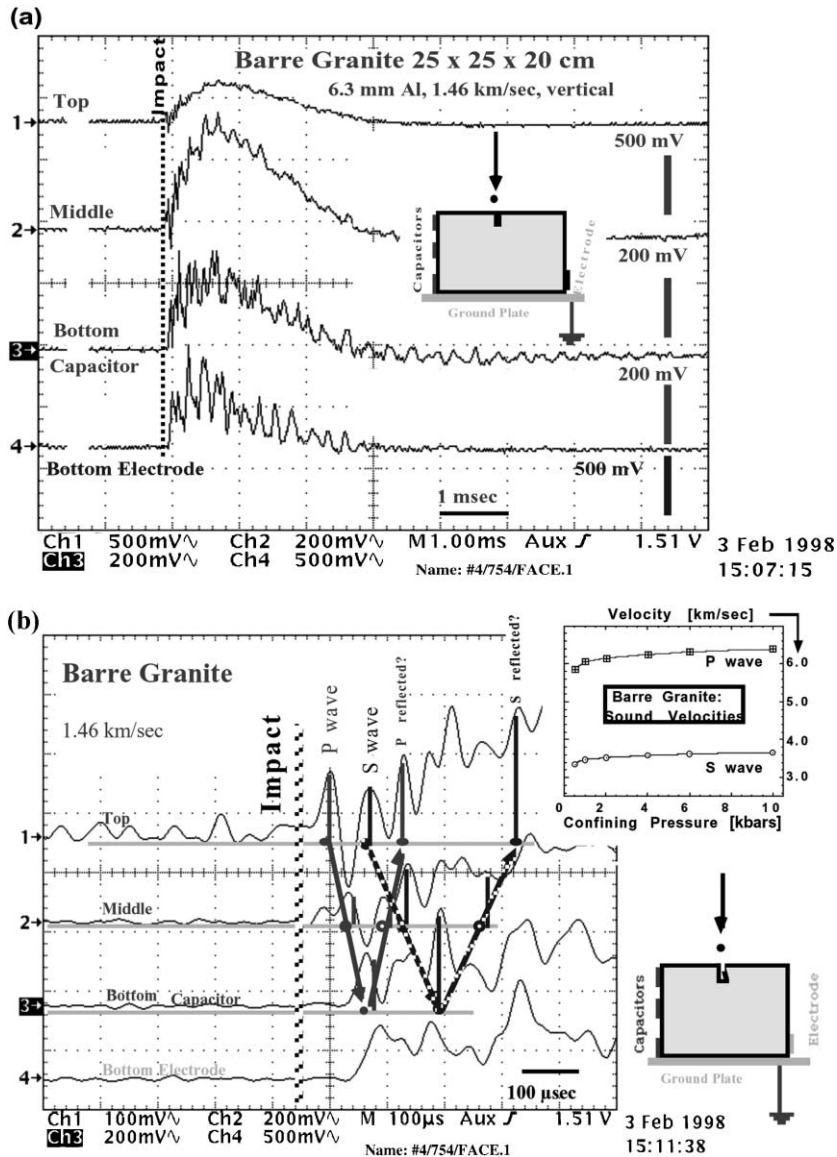 (a)
Barre Granite 25 x 25 x 20 cm
6.3 mm Al, 1.46 km/sec, vertical
Impact
Top
1
500 mV
Middle
2
200 mV
Capacitors
Electrode
Ground Plate
Bottom
3
Capacitor
200 mV
4
Bottom Electrode
500 mV
1 msec
Ch1 500mV∿ Ch2 200mV∿ M1.00ms Aux ƒ 1.51 V
Ch3 200mV∿ Ch4 500mV∿
Name: #4/754/FACE.1
3 Feb 1998
15:07:15
(b)
Barre Granite
1.46 km/sec
Impact
P wave
S wave
P reflected?
S reflected?
Top
1
Middle
2
Bottom Capacitor
3
Bottom Electrode
4
100 µsec
Velocity [km/sec]
P wave
6.0
5.0
Barre Granite:
Sound Velocities
4.0
S wave
3.0
0 2 4 6 8 10
Confining Pressure [kbars]
Capacitors
Electrode
Ground Plate
Ch1 100mV∿ Ch2 200mV∿ M 100µs Aux ƒ 1.51 V
Ch3 200mV∿ Ch4 500mV∿
Name: #4/754/FACE.1
3 Feb 1998
15:11:38